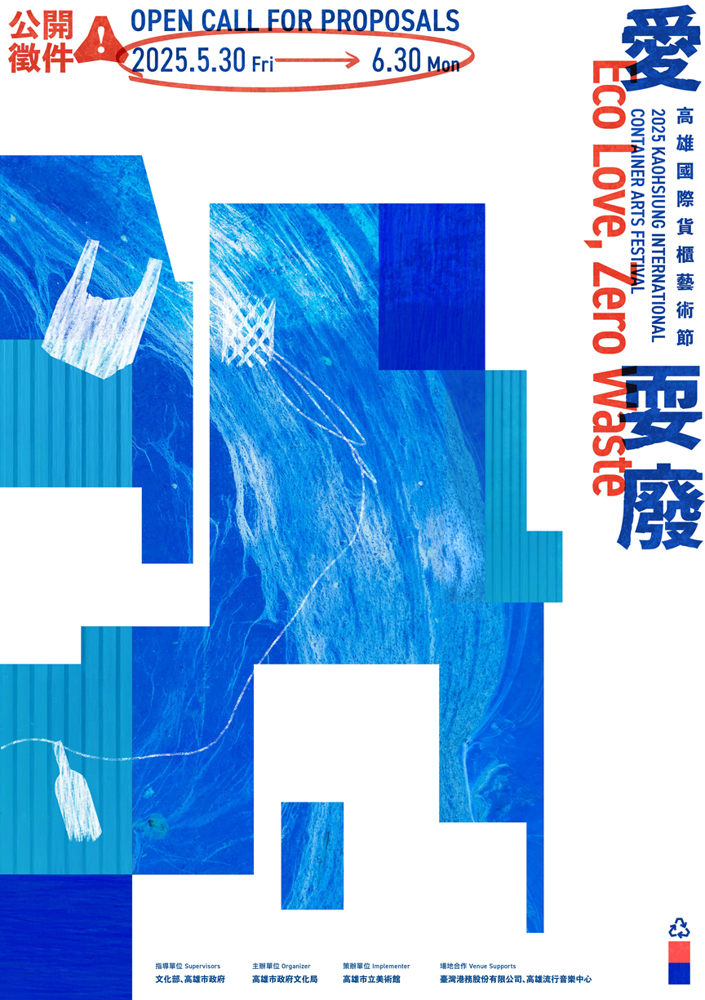 公開
徵件
OPEN CALL FOR PROPOSALS
2025.5.30 Fri
6.30 Mon
愛
耍
廢
高雄國際貨櫃藝術節
2025 KAOHSIUNG INTERNATIONAL
CONTAINER ARTS FESTIVAL
Eco Love, Zero Waste
指導單位 Supervisors
文化部、高雄市政府
主辦單位 Organizer
高雄市政府文化局
策辦單位 Implementer
高雄市立美術館
場地合作 Venue Supports
臺灣港務股份有限公司、高雄流行音樂中心